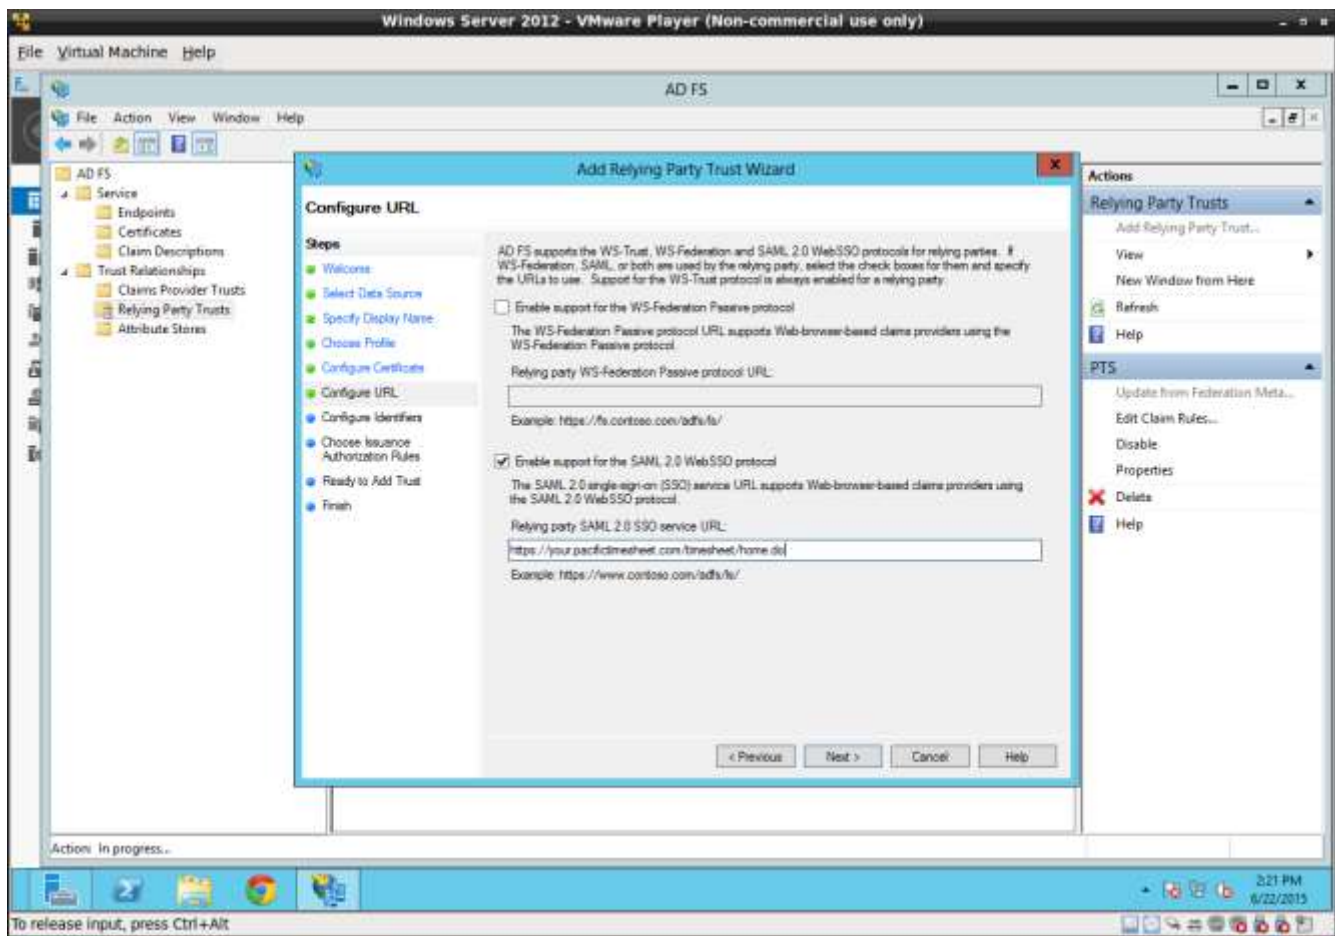 Windows Server 2012 - VMware Player (Non-commercial use only)
File Virtual Machine Help
AD FS
File Action View Window Help
AD FS
Service
Endpoints
Certificates
Claim Descriptions
Trust Relationships
Claims Provider Trusts
Relying Party Trusts
Attribute Stores
Add Relying Party Trust Wizard
Configure URL
Steps
Welcome
Select Data Source
Specify Display Name
Choose Profile
Configure Certificate
Configure URL
Configure Identifiers
Choose Issuance
Authorization Rules
Ready to Add Trust
Finish
AD FS supports the WS-Trust, WS-Federation and SAML 2.0 WebSSO protocols for relying parties. If
WS-Federation, SAML, or both are used by the relying party, select the check boxes for them and specify
the URLs to use. Support for the WS-Trust protocol is always enabled for a relying party.
Enable support for the WS-Federation Passive protocol
The WS-Federation Passive protocol URL supports Web-browser-based claims providers using the
WS-Federation Passive protocol.
Relying party WS-Federation Passive protocol URL:
Example: https://fs.contoso.com/adfs/ls/
Enable support for the SAML 2.0 WebSSO protocol
The SAML 2.0 single-sign-on (SSO) service URL supports Web-browser-based claims providers using
the SAML 2.0 WebSSO protocol.
Relying party SAML 2.0 SSO service URL:
https://your.pacifictimesheet.com/timesheet/home.do
Example: https://www.contoso.com/adfs/ls/
< Previous Next > Cancel Help
Actions
Relying Party Trusts
Add Relying Party Trust...
View
New Window from Here
Refresh
Help
PTS
Update from Federation Meta...
Edit Claim Rules...
Disable
Properties
Delete
Help
Action: In progress...
2:21 PM
6/22/2015
To release input, press Ctrl+Alt